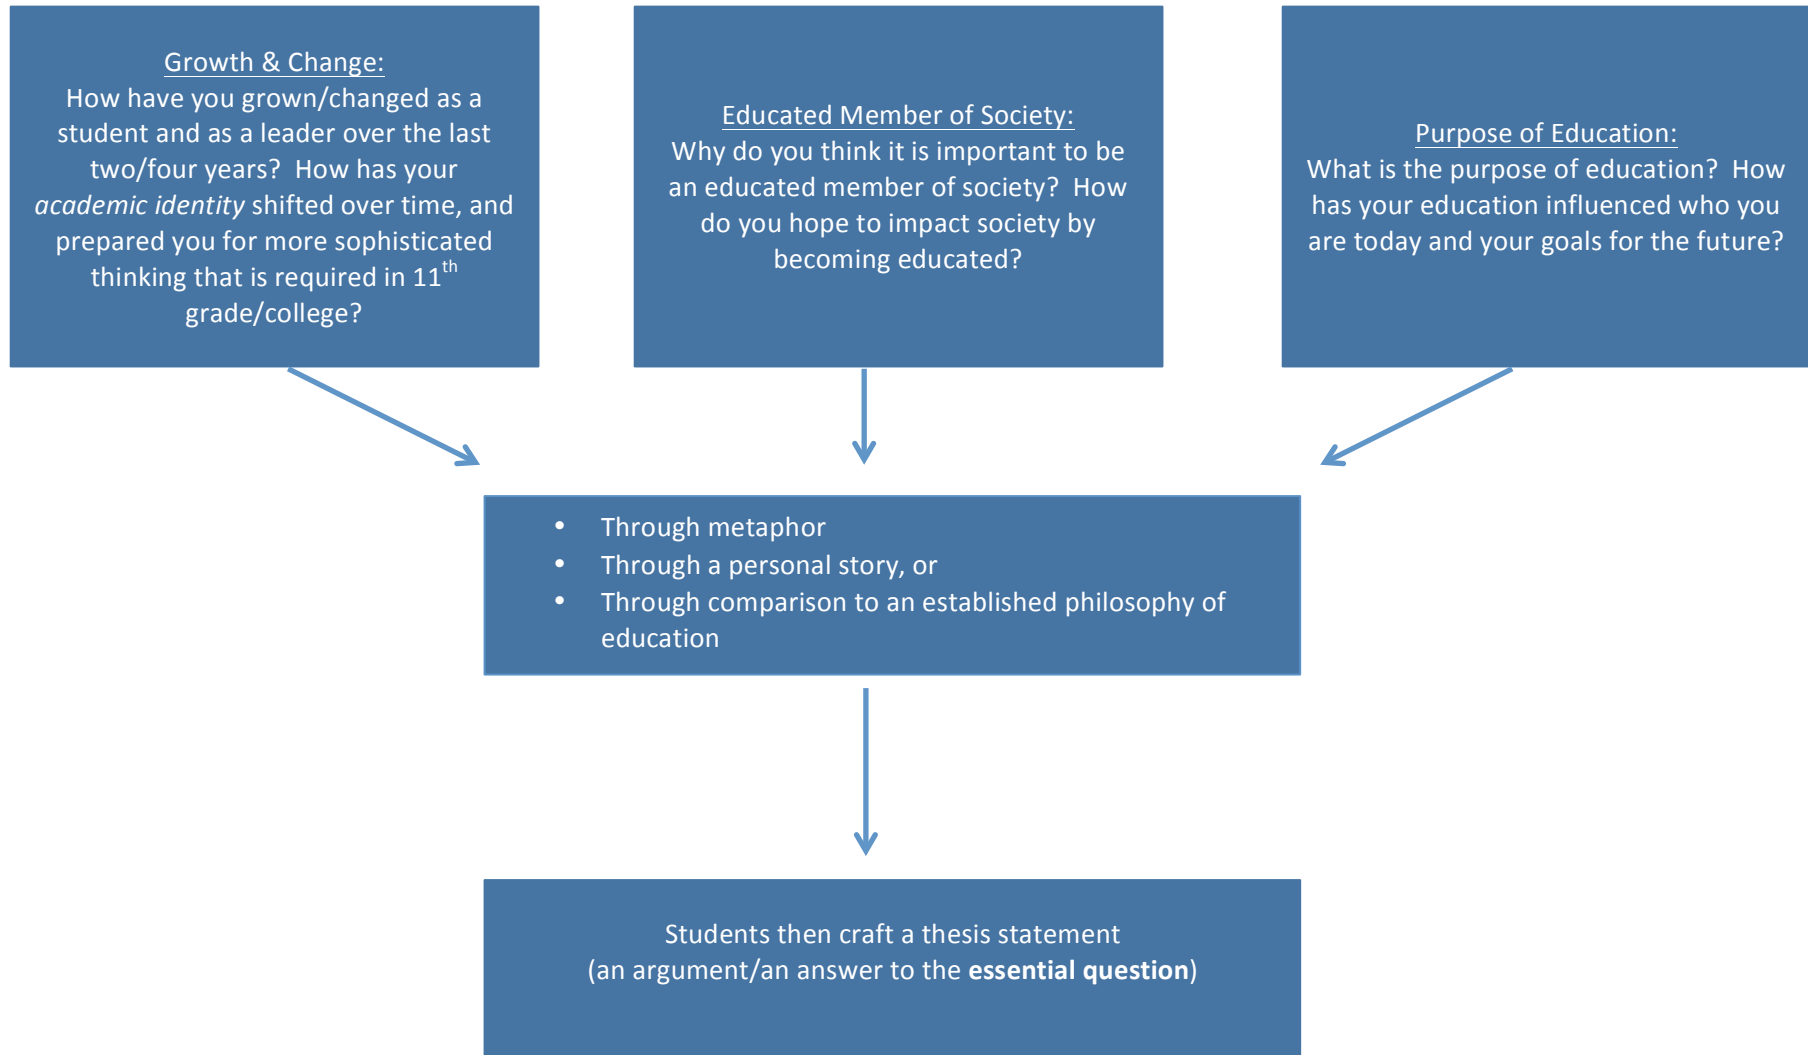 Growth & Change:
How have you grown/changed as a
student and as a leader over the last
two/four years?  How has your
academic identity shifted over time, and
prepared you for more sophisticated
thinking that is required in 11th
grade/college?
Educated Member of Society:
Why do you think it is important to be
an educated member of society?  How
do you hope to impact society by
becoming educated?
Purpose of Education:
What is the purpose of education?  How
has your education influenced who you
are today and your goals for the future?
• Through metaphor
• Through a personal story, or
• Through comparison to an established philosophy of
education
Students then craft a thesis statement
(an argument/an answer to the essential question)